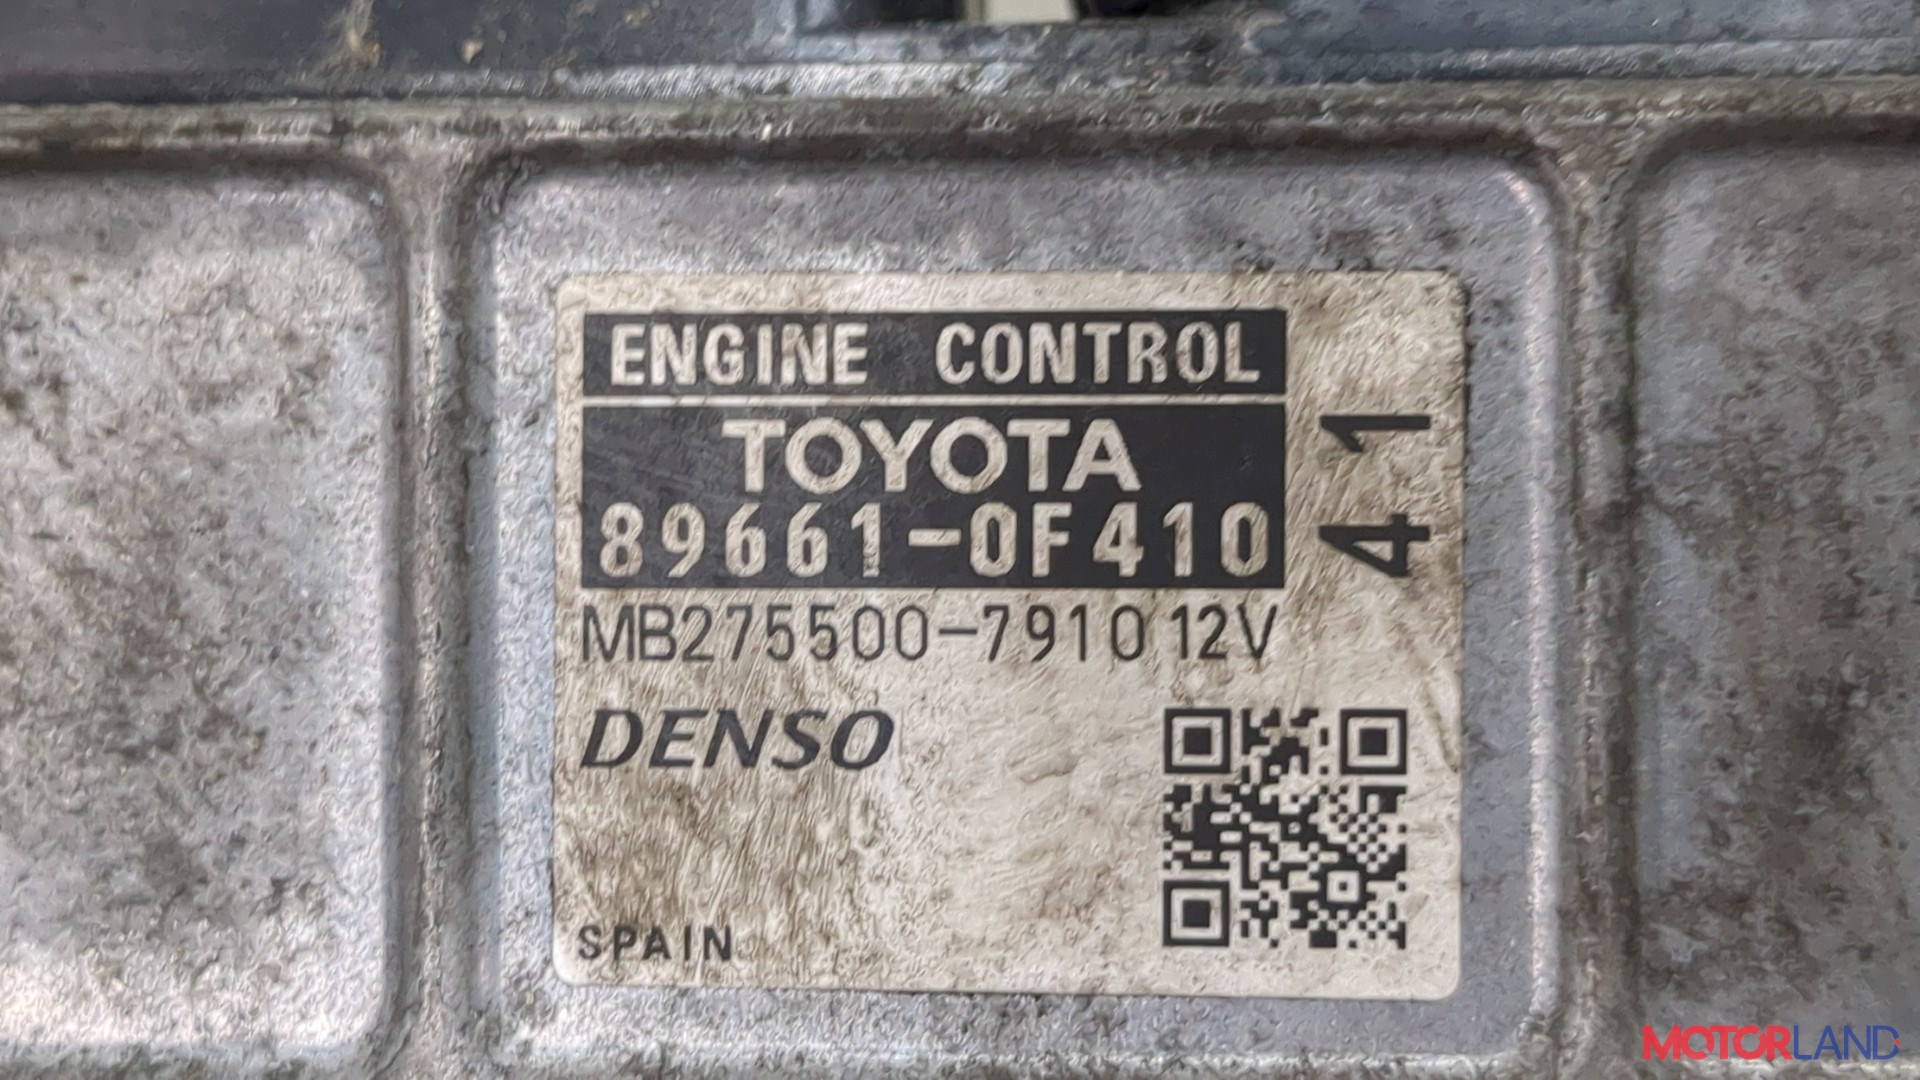 ENGINE CONTROL
TOYOTA
89661-0F410
41
MB275500-7910 12V
DENSO
SPAIN
MOTORLAND